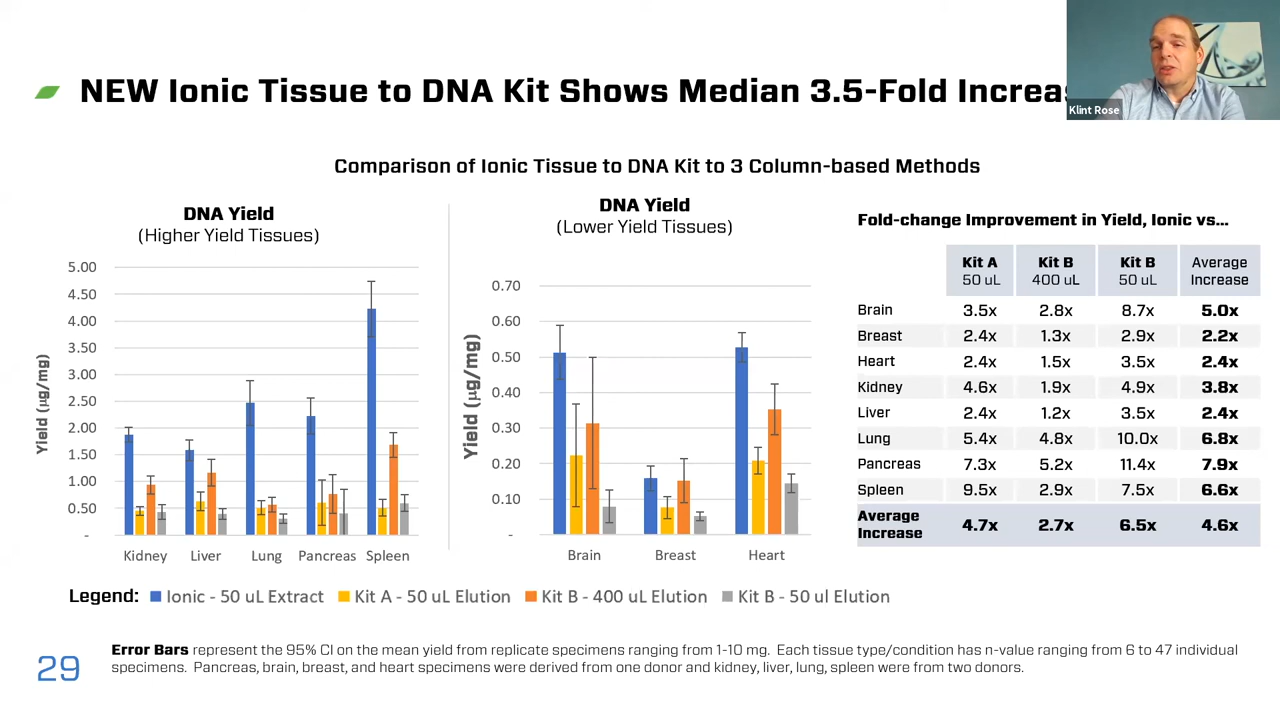 NEW Ionic Tissue to DNA Kit Shows Median 3.5-Fold Increas
Klint Rose
Comparison of Ionic Tissue to DNA Kit to 3 Column-based Methods
DNA Yield
(Higher Yield Tissues)
Yield (µg/mg)
5.00
4.50
4.00
3.50
3.00
2.50
2.00
1.50
1.00
0.50
-
Kidney Liver Lung Pancreas Spleen
DNA Yield
(Lower Yield Tissues)
Yield (µg/mg)
0.70
0.60
0.50
0.40
0.30
0.20
0.10
-
Brain Breast Heart
Fold-change Improvement in Yield, Ionic vs...
Kit A 50 uL Kit B 400 uL Kit B 50 uL Average Increase
Brain 3.5x 2.8x 8.7x 5.0x
Breast 2.4x 1.3x 2.9x 2.2x
Heart 2.4x 1.5x 3.5x 2.4x
Kidney 4.6x 1.9x 4.9x 3.8x
Liver 2.4x 1.2x 3.5x 2.4x
Lung 5.4x 4.8x 10.0x 6.8x
Pancreas 7.3x 5.2x 11.4x 7.9x
Spleen 9.5x 2.9x 7.5x 6.6x
Average Increase 4.7x 2.7x 6.5x 4.6x
Legend: Ionic - 50 uL Extract Kit A - 50 uL Elution Kit B - 400 uL Elution Kit B - 50 ul Elution
Error Bars represent the 95% CI on the mean yield from replicate specimens ranging from 1-10 mg. Each tissue type/condition has n-value ranging from 6 to 47 individual
specimens. Pancreas, brain, breast, and heart specimens were derived from one donor and kidney, liver, lung, spleen were from two donors.
29